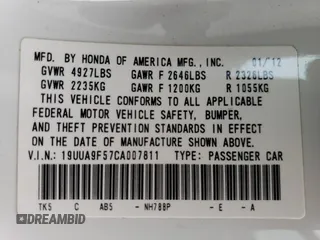 MFD. BY HONDA OF AMERICA MFG., INC. 01/12
GVWR 4927LBS GAWR F 2646LBS R 2326LBS
GVWR 2235KG GAWR F 1200KG R 1055KG
THIS VEHICLE CONFORMS TO ALL APPLICABLE
FEDERAL MOTOR VEHICLE SAFETY, BUMPER,
AND THEFT PREVENTION STANDARDS IN EFFECT
ON THE DATE OF MANUFACTURE SHOWN ABOVE.
V.I.N.: 19UUA9F57CA007811 TYPE: PASSENGER CAR
TK5 C AB5 - NH788P - E - A
DREAMBID